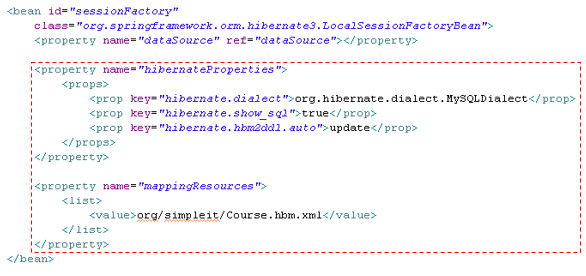 <bean id="sessionFactory"
class="org.springframework.orm.hibernate3.LocalSessionFactoryBean">
<property name="dataSource" ref="dataSource"></property>
<property name="hibernateProperties">
<props>
<prop key="hibernate.dialect">org.hibernate.dialect.MySQLDialect</prop>
<prop key="hibernate.show_sql">true</prop>
<prop key="hibernate.hbm2ddl.auto">update</prop>
</props>
</property>
<property name="mappingResources">
<list>
<value>org/simpleit/Course.hbm.xml</value>
</list>
</property>
</bean>